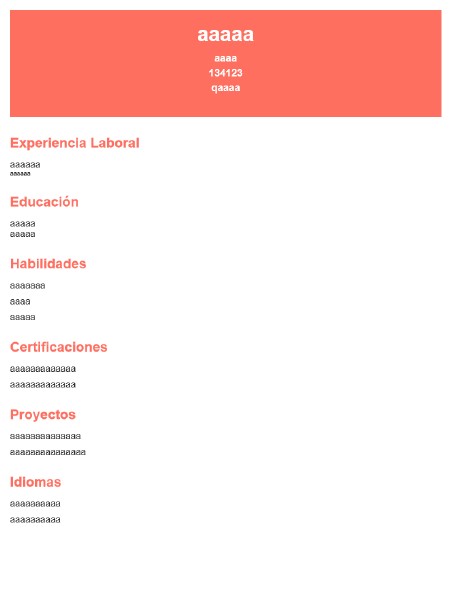 aaaaa
aaaa
134123
qaaaa
Experiencia Laboral
aaaaaa
aaaaaa
Educación
aaaaa
aaaaa
Habilidades
aaaaaaa
aaaa
aaaaa
Certificaciones
aaaaaaaaaaaaa
aaaaaaaaaaaaa
Proyectos
aaaaaaaaaaaaaa
aaaaaaaaaaaaaaa
Idiomas
aaaaaaaaaa
aaaaaaaaaa